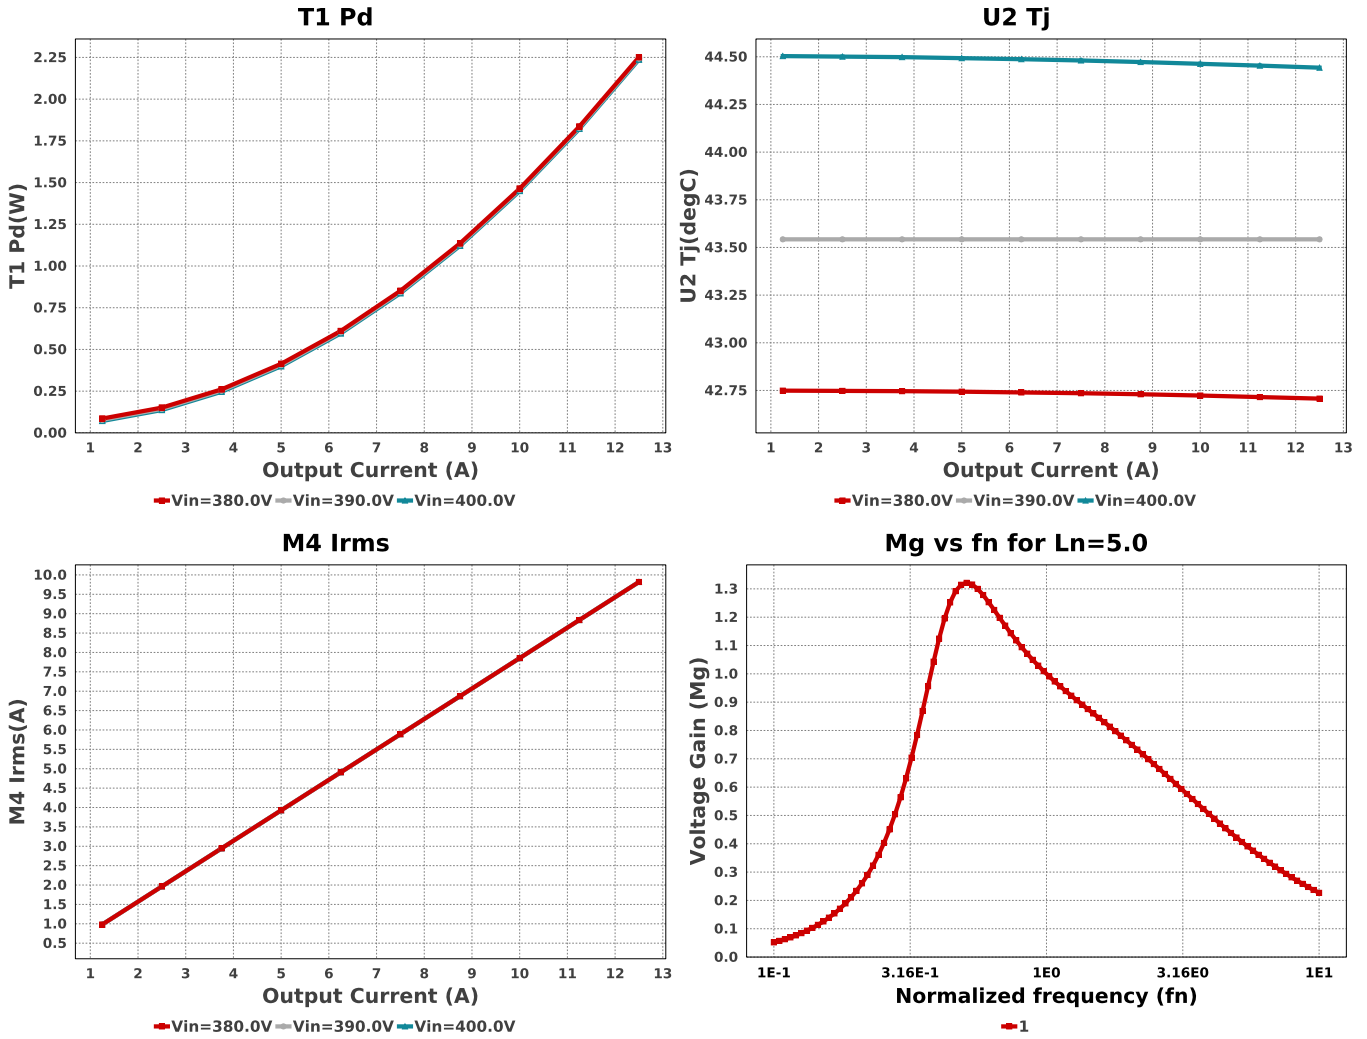 T1 Pd
2.25
2.00
1.75
1.50
1.25
1.00
0.75
0.50
0.25
0.00
T1 Pd(W)
1 2 3 4 5 6 7 8 9 10 11 12 13
Output Current (A)
Vin=380.0V Vin=390.0V Vin=400.0V
U2 Tj
44.50
44.25
44.00
43.75
43.50
43.25
43.00
42.75
U2 Tj(degC)
1 2 3 4 5 6 7 8 9 10 11 12 13
Output Current (A)
Vin=380.0V Vin=390.0V Vin=400.0V
M4 Irms
10.0
9.5
9.0
8.5
8.0
7.5
7.0
6.5
6.0
5.5
5.0
4.5
4.0
3.5
3.0
2.5
2.0
1.5
1.0
0.5
M4 Irms(A)
1 2 3 4 5 6 7 8 9 10 11 12 13
Output Current (A)
Vin=380.0V Vin=390.0V Vin=400.0V
Mg vs fn for Ln=5.0
1.3
1.2
1.1
1.0
0.9
0.8
0.7
0.6
0.5
0.4
0.3
0.2
0.1
0.0
Voltage Gain (Mg)
1E-1 3.16E-1 1E0 3.16E0 1E1
Normalized frequency (fn)
1